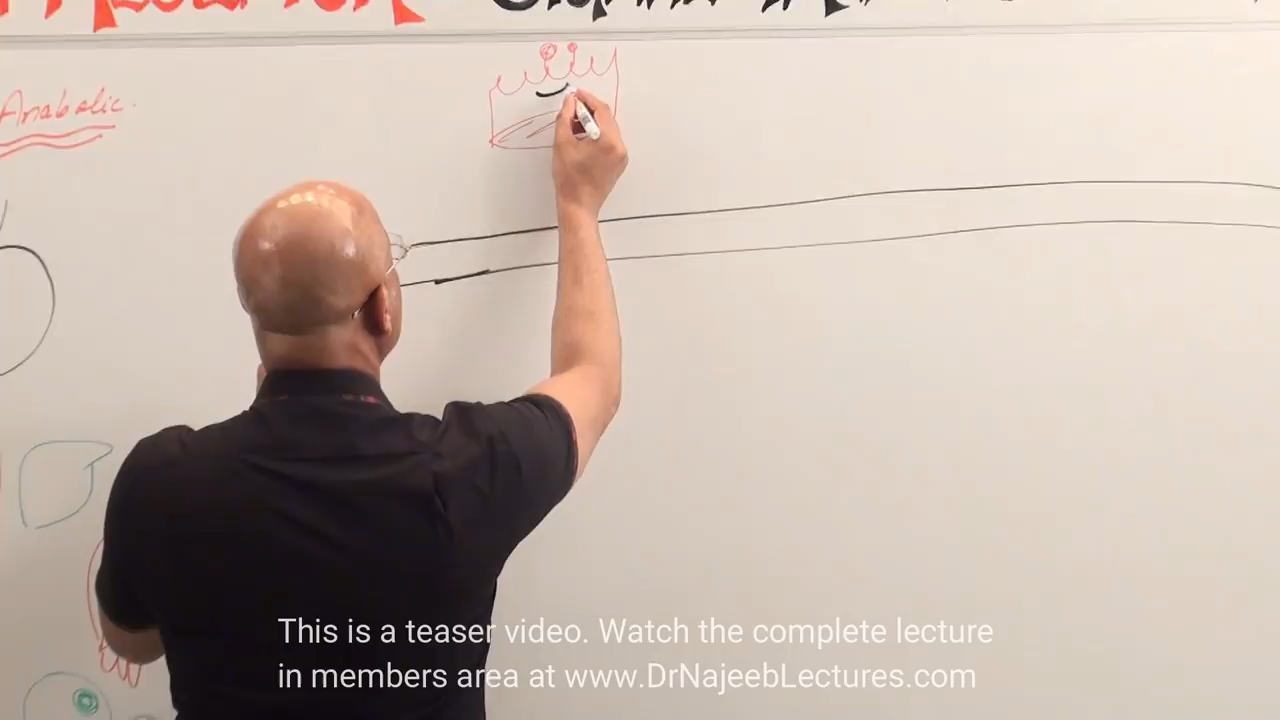 Anabolic.
This is a teaser video. Watch the complete lecture
in members area at www.DrNajeebLectures.com